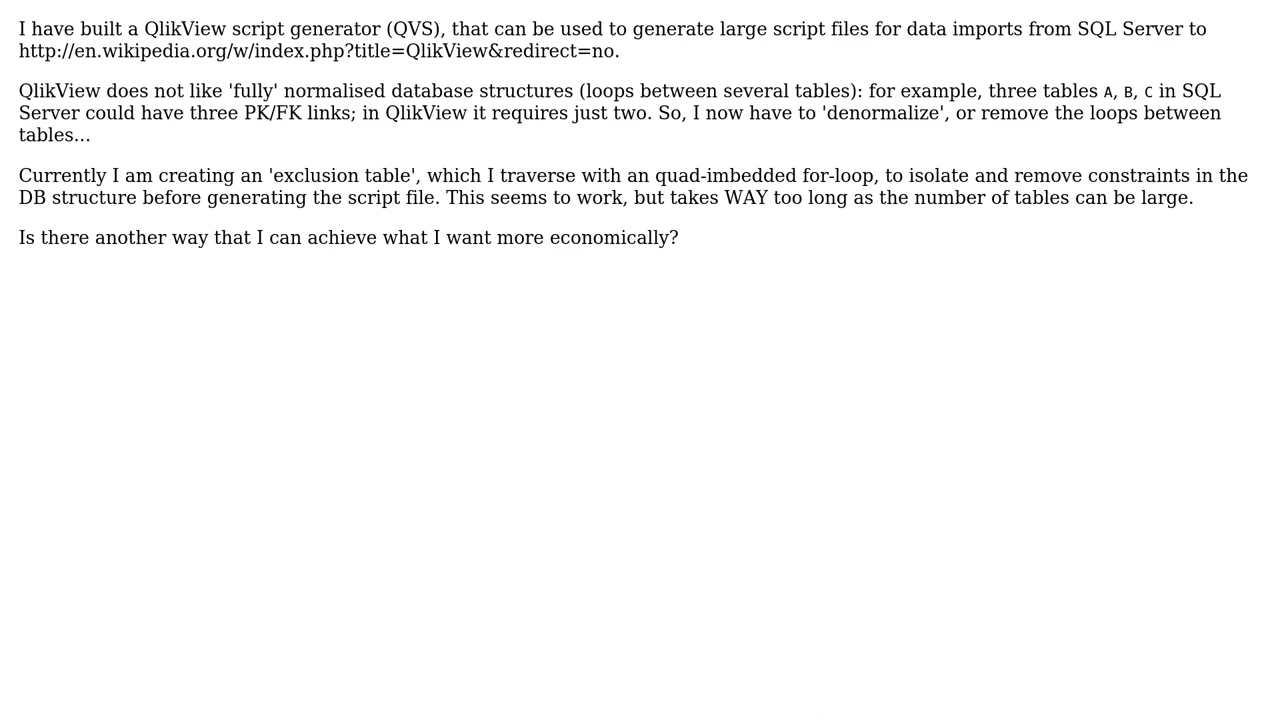 I have built a QlikView script generator (QVS), that can be used to generate large script files for data imports from SQL Server to
http://en.wikipedia.org/w/index.php?title=QlikView&redirect=no.
QlikView does not like 'fully' normalised database structures (loops between several tables): for example, three tables A, B, C in SQL
Server could have three PK/FK links; in QlikView it requires just two. So, I now have to 'denormalize', or remove the loops between
tables...
Currently I am creating an 'exclusion table', which I traverse with an quad-imbedded for-loop, to isolate and remove constraints in the
DB structure before generating the script file. This seems to work, but takes WAY too long as the number of tables can be large.
Is there another way that I can achieve what I want more economically?